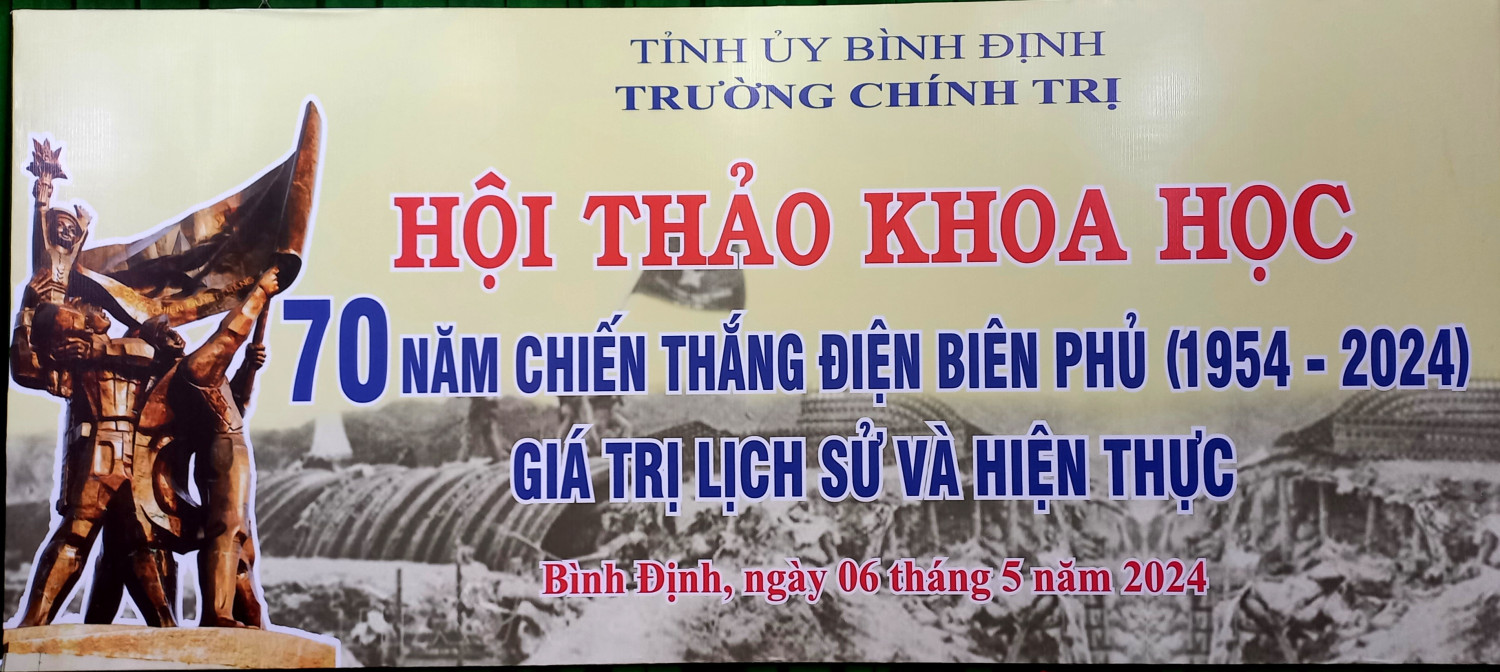 TỈNH ỦY BÌNH ĐỊNH
TRƯỜNG CHÍNH TRỊ
HỘI THẢO KHOA HỌC
70 NĂM CHIẾN THẮNG ĐIỆN BIÊN PHỦ (1954 - 2024)
GIÁ TRỊ LỊCH SỬ VÀ HIỆN THỰC
Bình Định, ngày 06 tháng 5 năm 2024